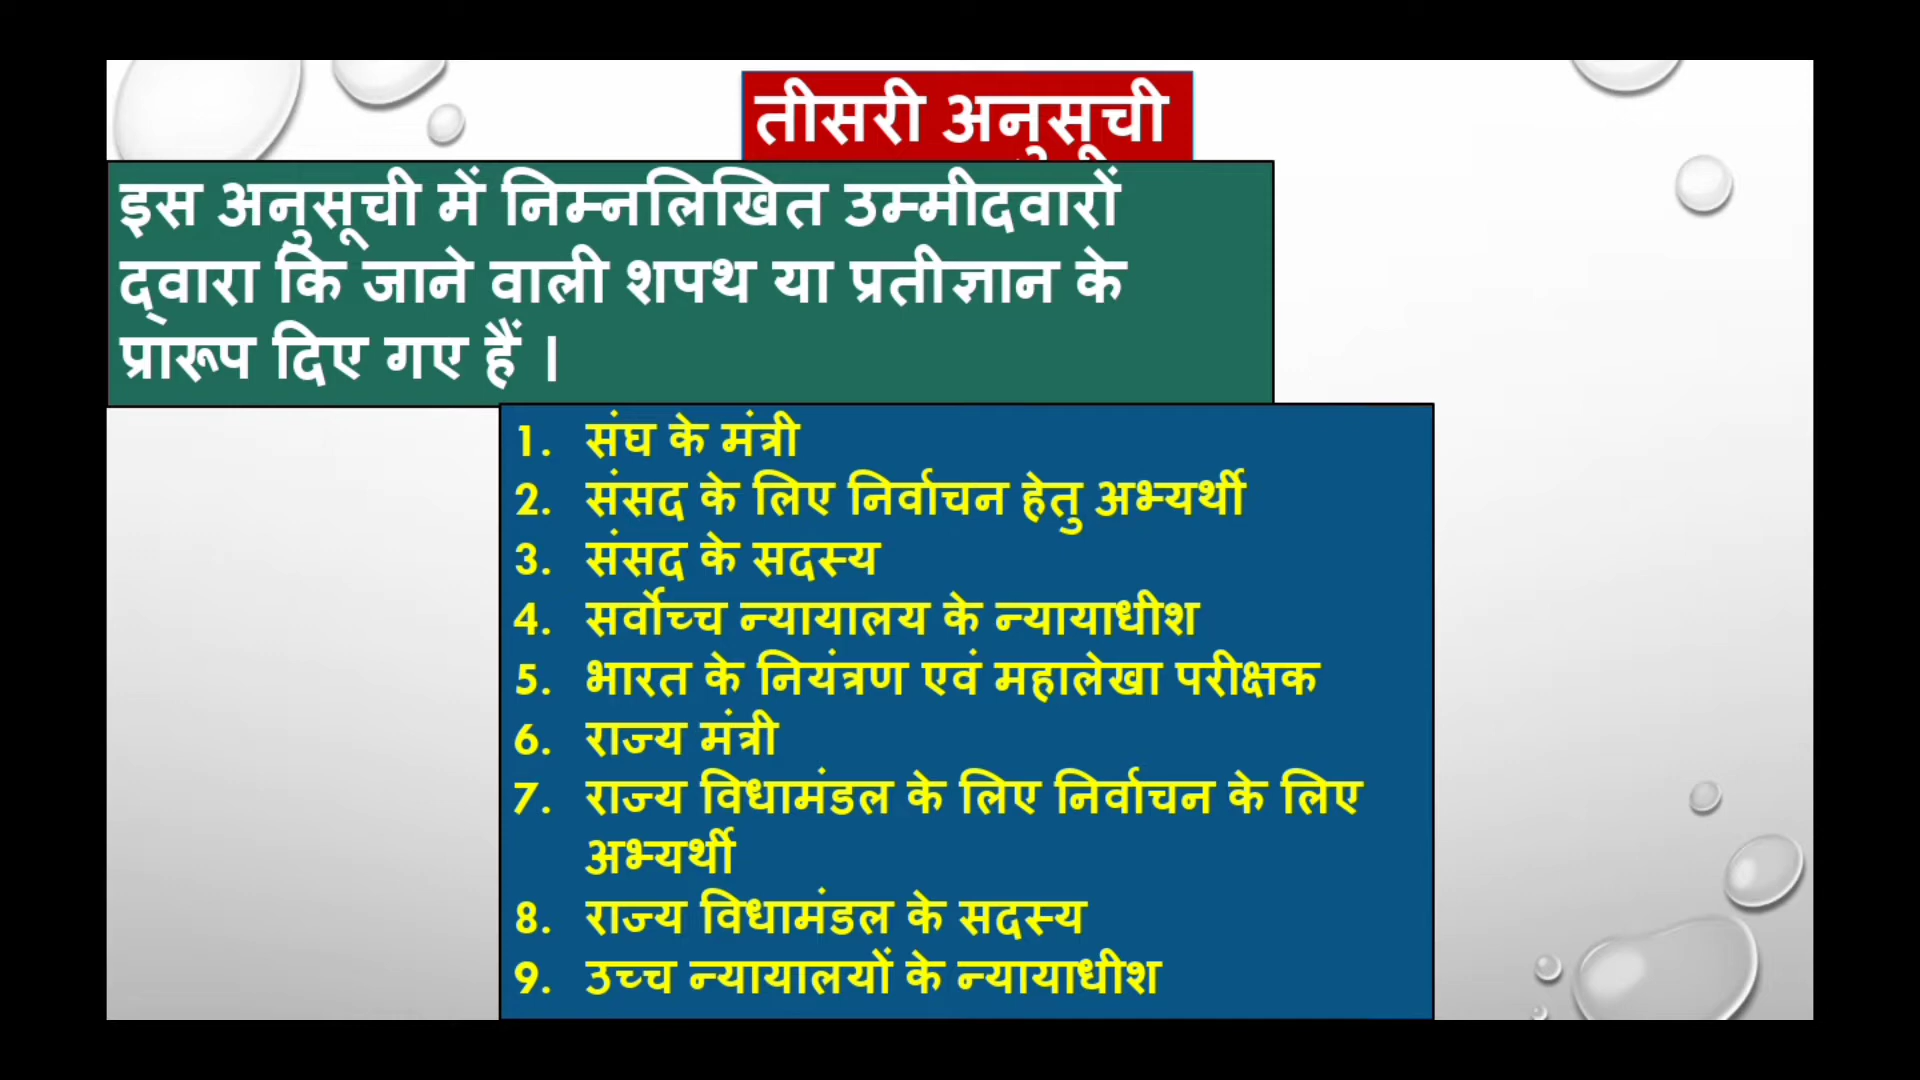 तीसरी अनुसूची
इस अनुसूची में निम्नलिखित उम्मीदवारों
द्वारा कि जाने वाली शपथ या प्रतीज्ञान के
प्रारूप दिए गए हैं ।
1. संघ के मंत्री
2. संसद के लिए निर्वाचन हेतु अभ्यर्थी
3. संसद के सदस्य
4. सर्वोच्च न्यायालय के न्यायाधीश
5. भारत के नियंत्रण एवं महालेखा परीक्षक
6. राज्य मंत्री
7. राज्य विधामंडल के लिए निर्वाचन के लिए
अभ्यर्थी
8. राज्य विधामंडल के सदस्य
9. उच्च न्यायालयों के न्यायाधीश